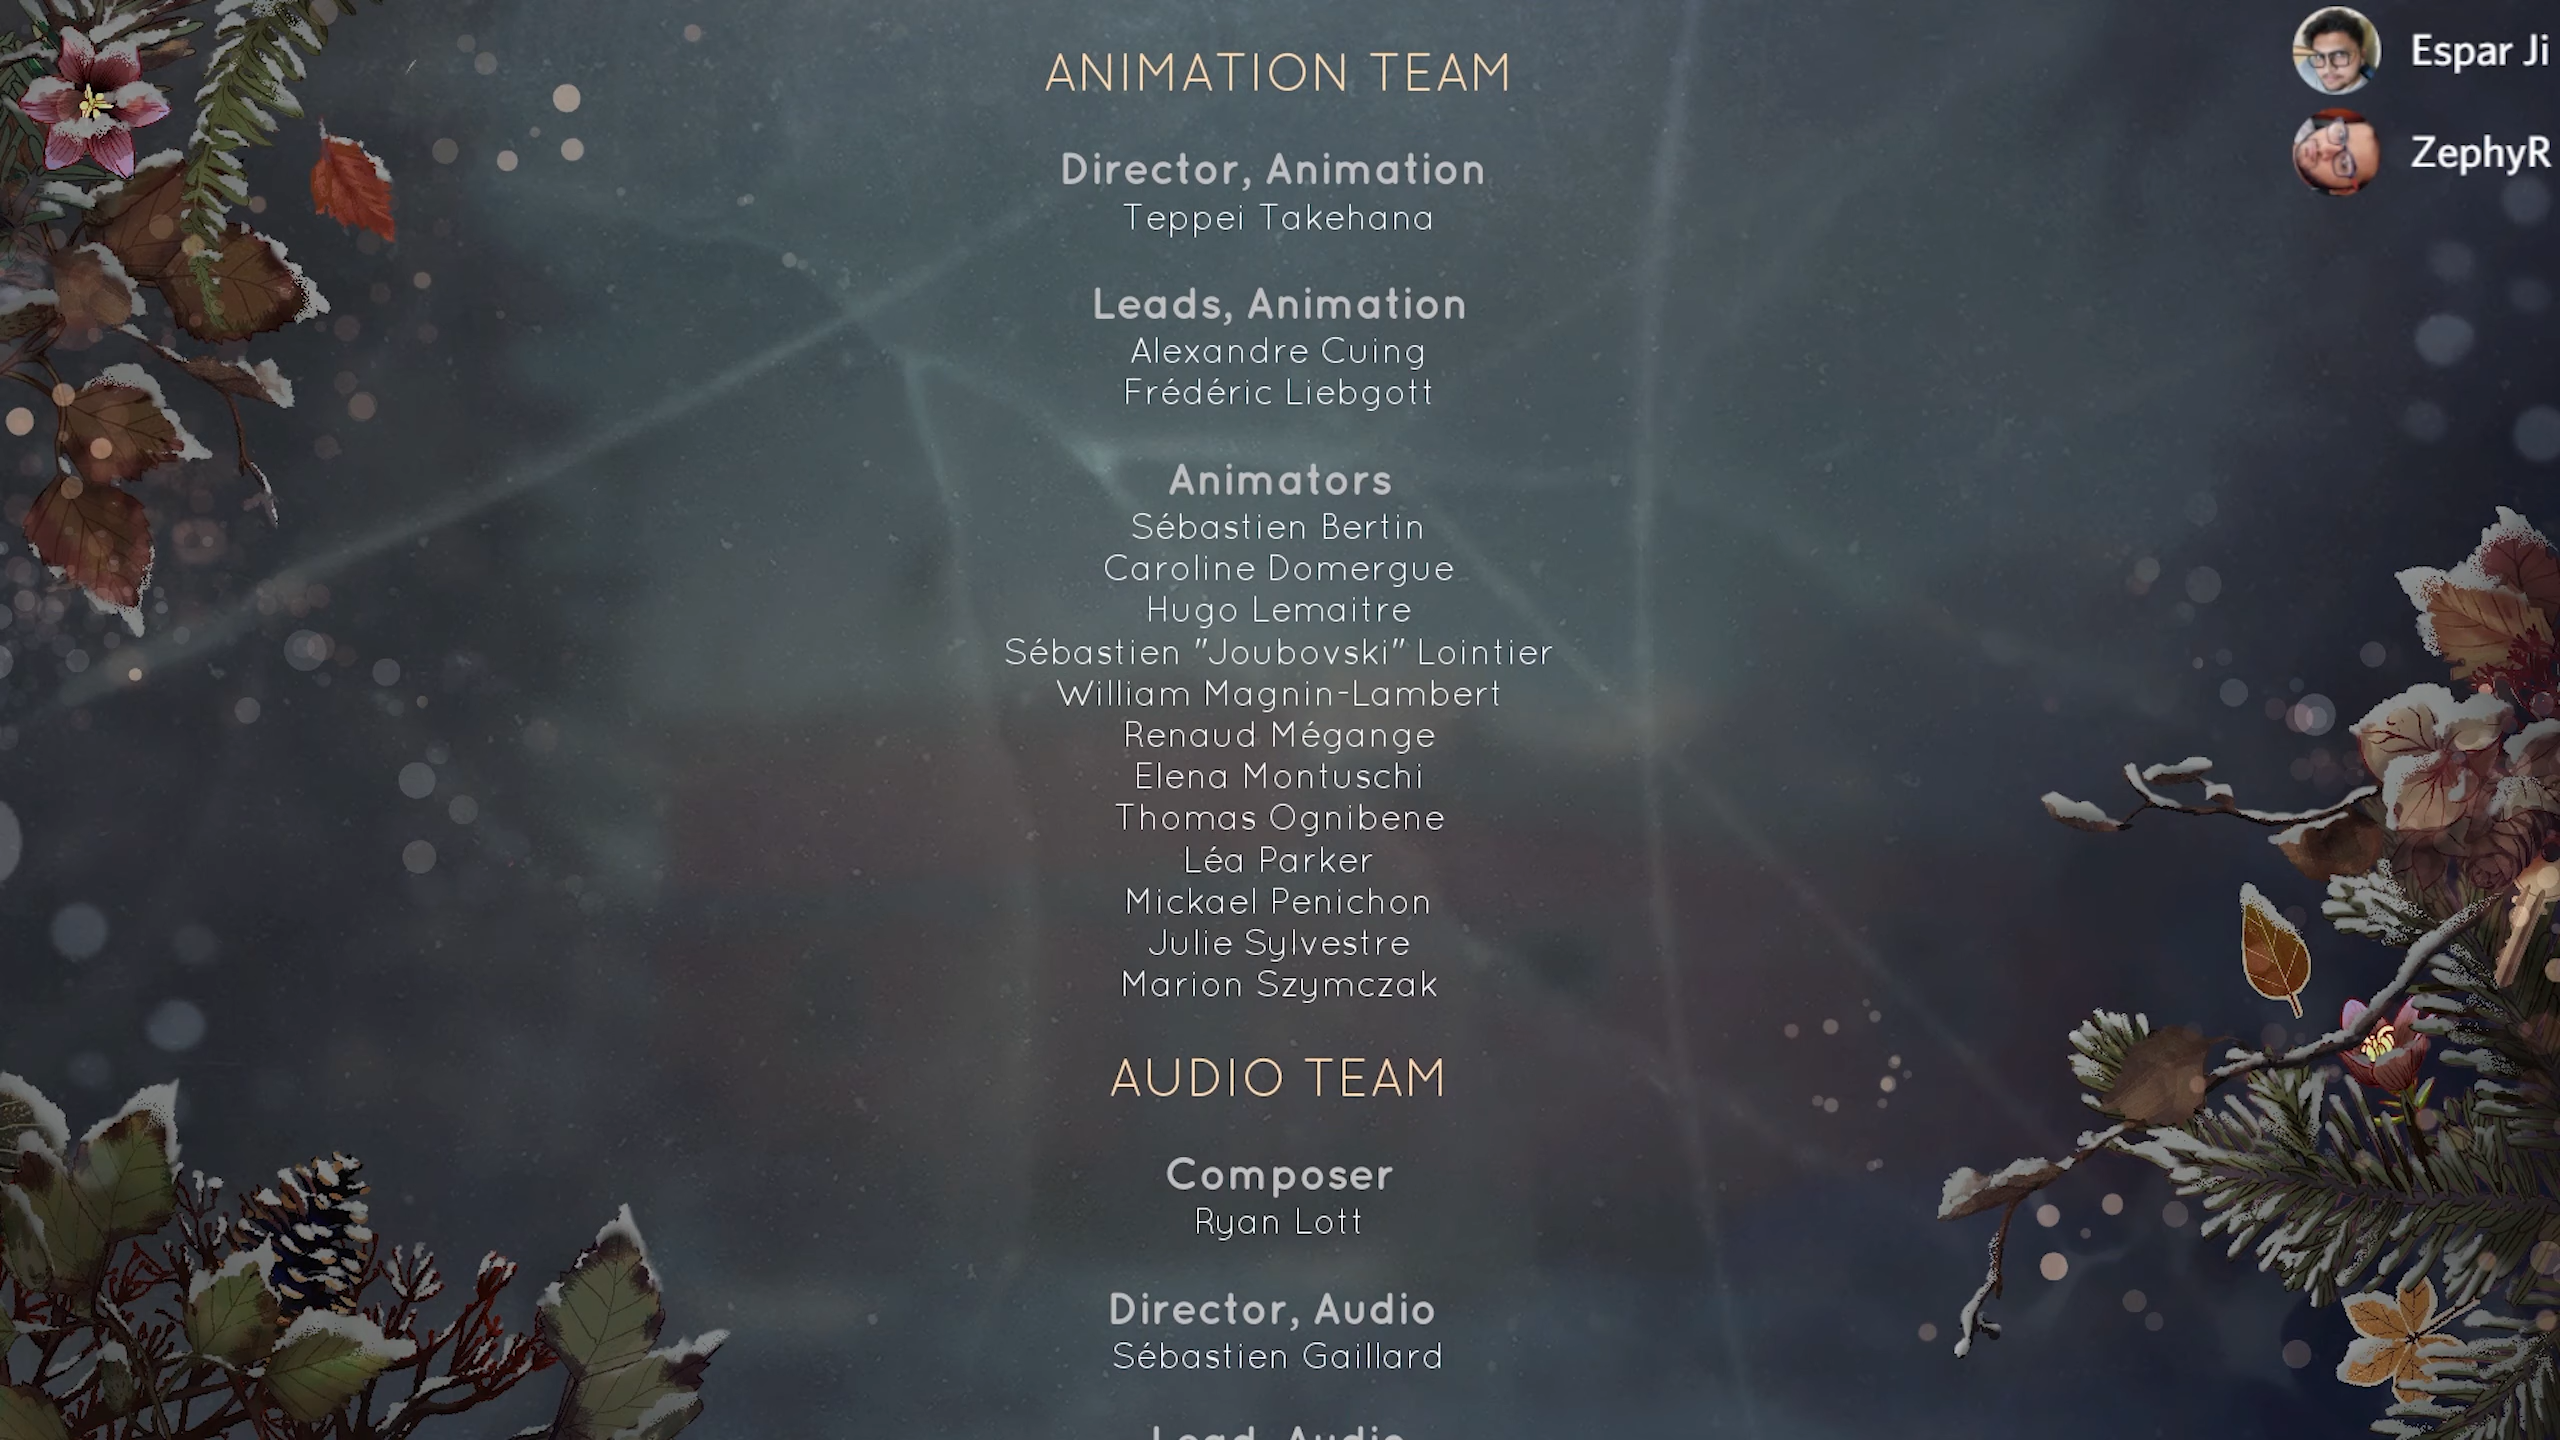 ANIMATION TEAM
Director, Animation
Teppei Takehana
Leads, Animation
Alexandre Cuing
Frédéric Liebgott
Animators
Sébastien Bertin
Caroline Domergue
Hugo Lemaitre
Sébastien "Joubovski" Lointier
William Magnin-Lambert
Renaud Mégange
Elena Montuschi
Thomas Ognibene
Léa Parker
Mickael Penichon
Julie Sylvestre
Marion Szymczak
AUDIO TEAM
Composer
Ryan Lott
Director, Audio
Sébastien Gaillard
Lead, Audio
Espar Ji
ZephyR